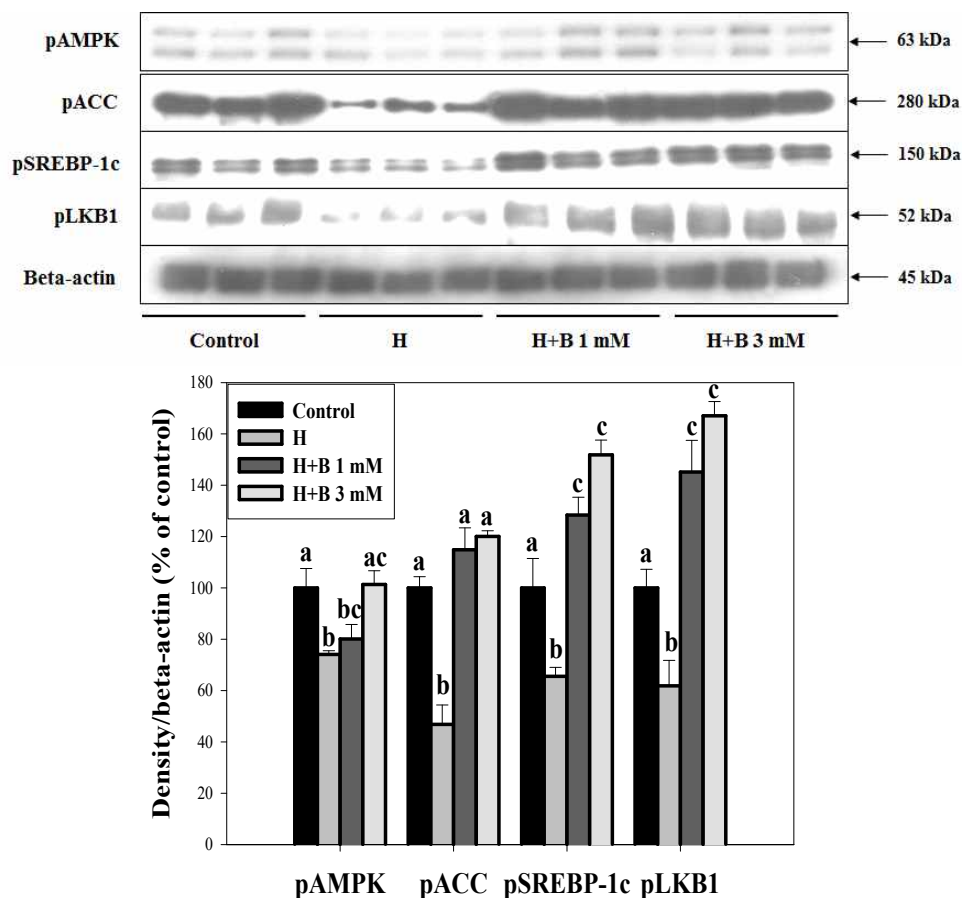 pAMPK 63 kDa
pACC 280 kDa
pSREBP-1c 150 kDa
pLKB1 52 kDa
Beta-actin 45 kDa
Control H H+B 1 mM H+B 3 mM
Density/beta-actin (% of control)
180
160
140
120
100
80
60
40
20
0
Control
H
H+B 1 mM
H+B 3 mM
a b bc ac
a b a a
a b c c
a b c c
pAMPK pACC pSREBP-1c pLKB1